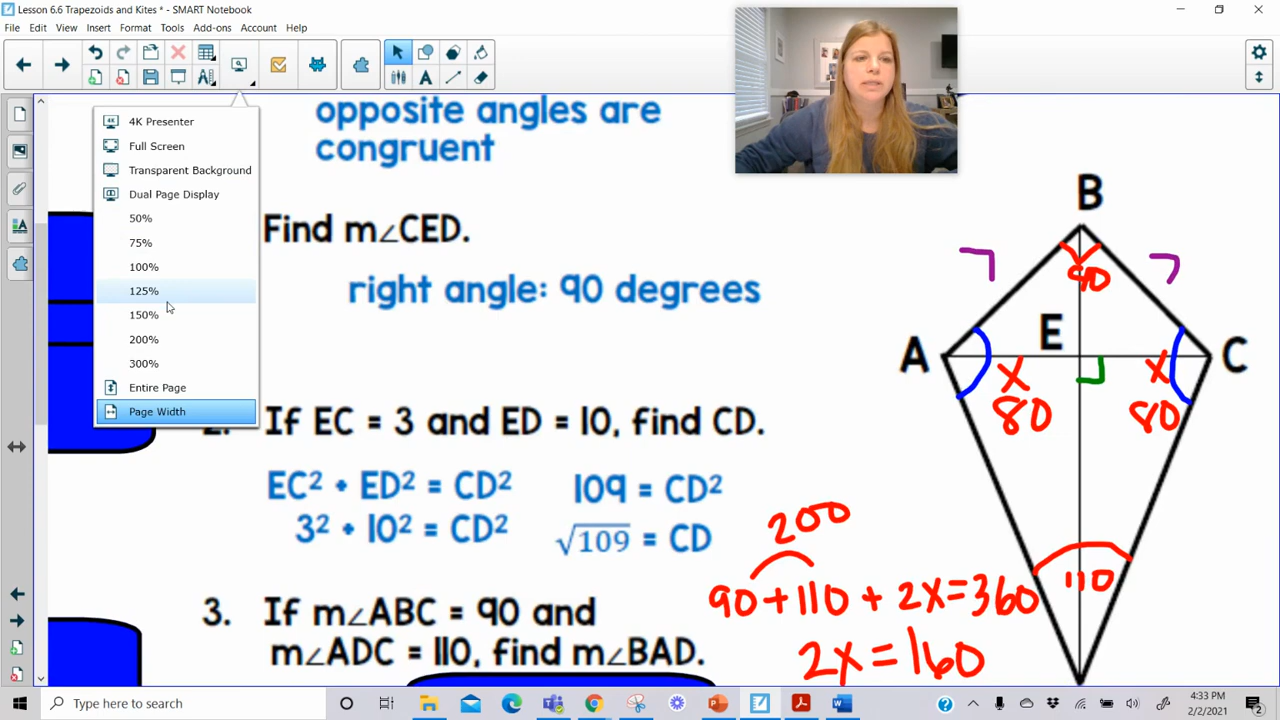 Lesson 6.6 Trapezoids and Kites * - SMART Notebook
File Edit View Insert Format Tools Add-ons Account Help
4K Presenter
Full Screen
Transparent Background
Dual Page Display
50%
75%
100%
125%
150%
200%
300%
Entire Page
Page Width
opposite angles are
congruent
Find m∠CED.
right angle: 90 degrees
2. If EC = 3 and ED = 10, find CD.
EC² + ED² = CD² 109 = CD²
3² + 10² = CD² √109 = CD
3. If m∠ABC = 90 and
m∠ADC = 110, find m∠BAD.
B
7 7
90
A E C
x x
80 80
110
200
90+110+2x=360
2x=160
Type here to search
4:33 PM
2/2/2021
2